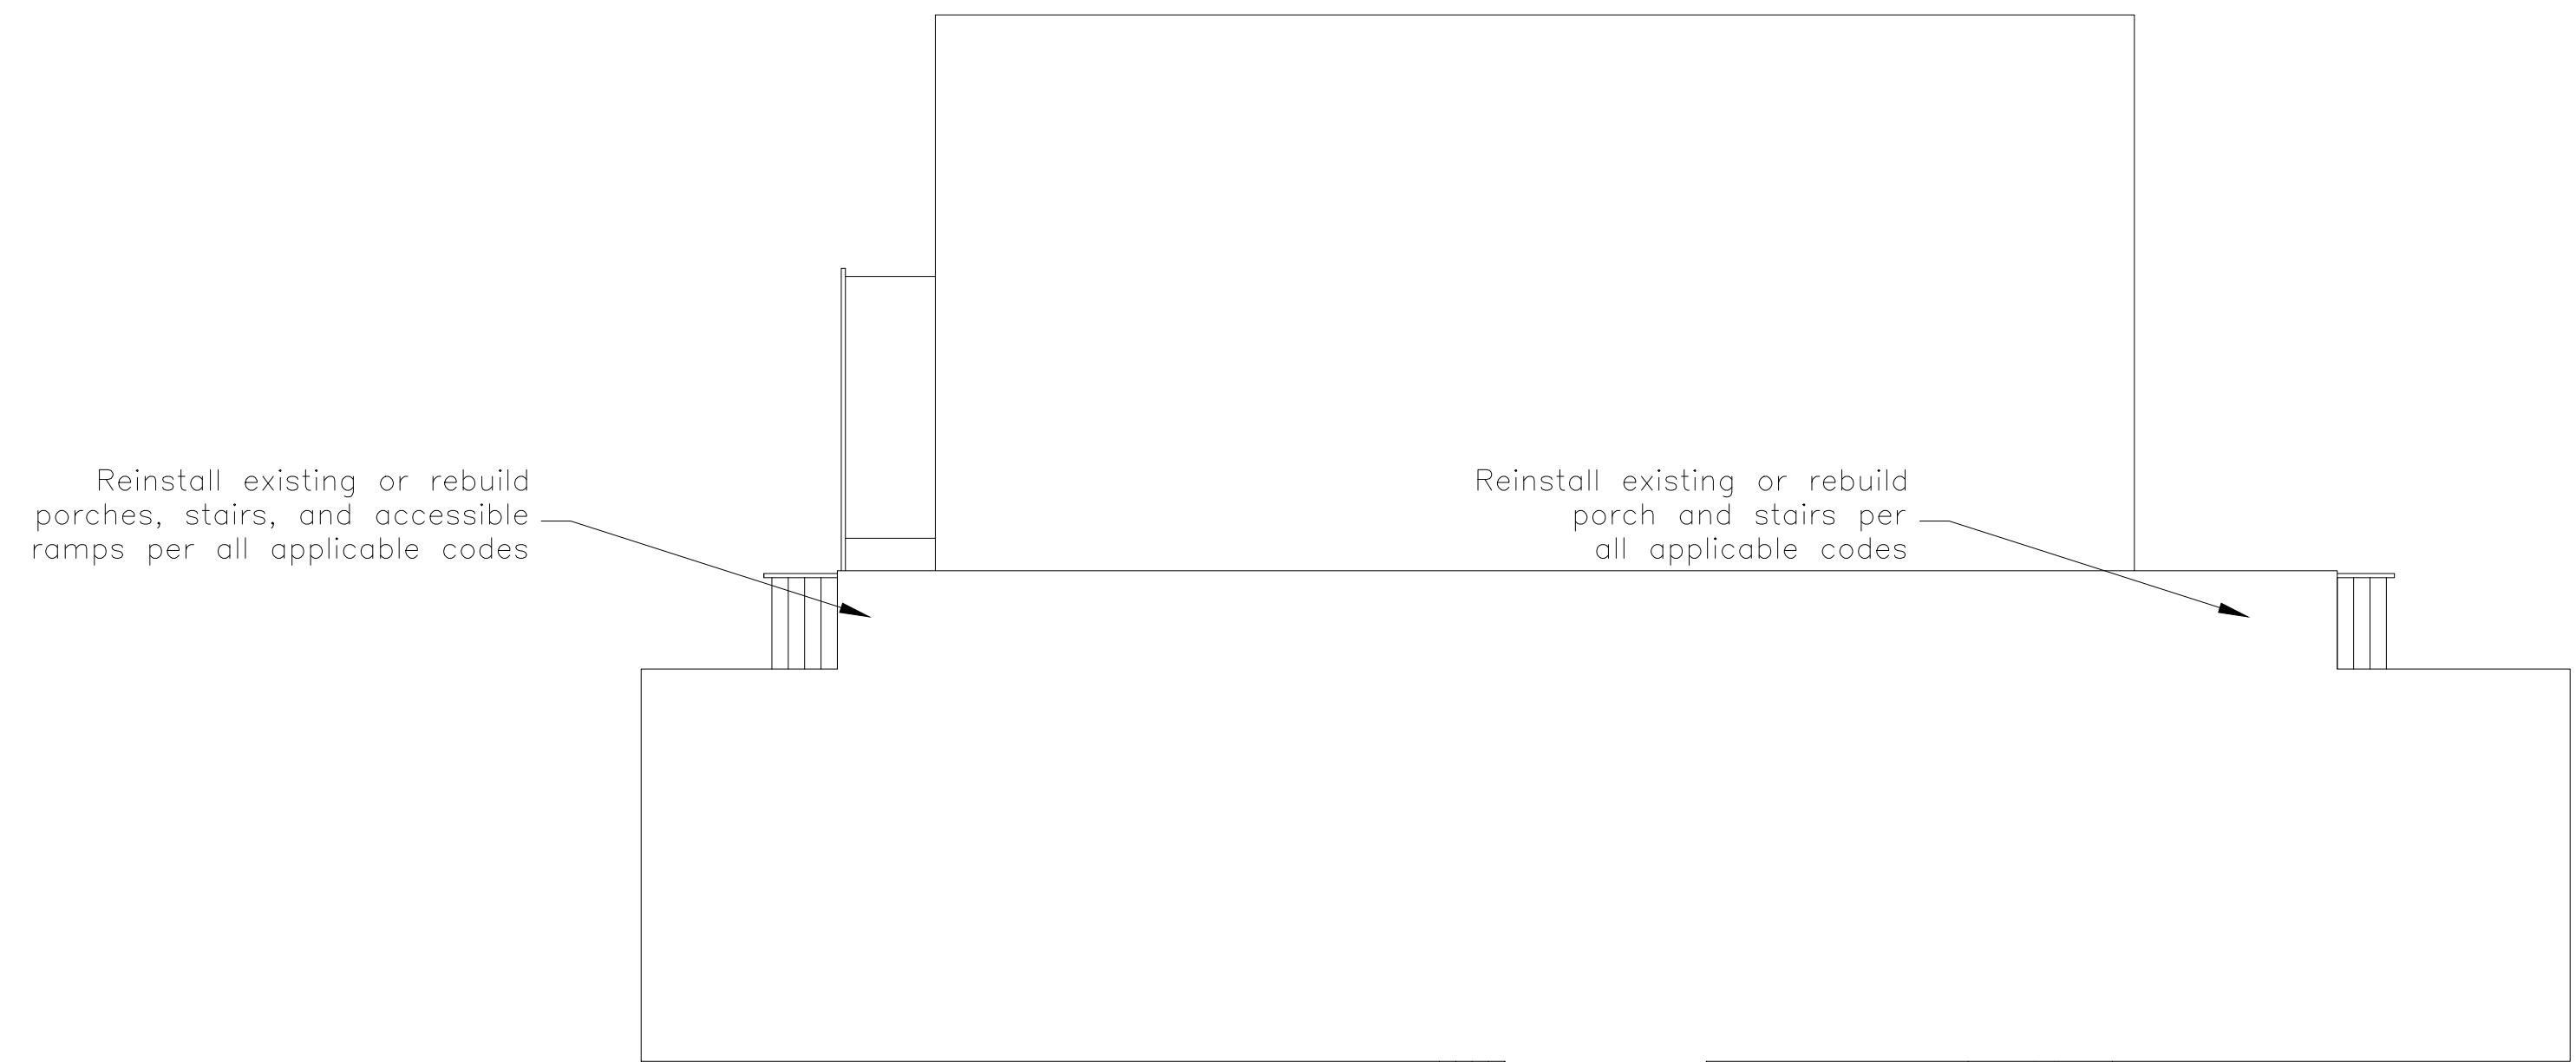 Reinstall existing or rebuild
porches, stairs, and accessible
ramps per all applicable codes
Reinstall existing or rebuild
porch and stairs per
all applicable codes